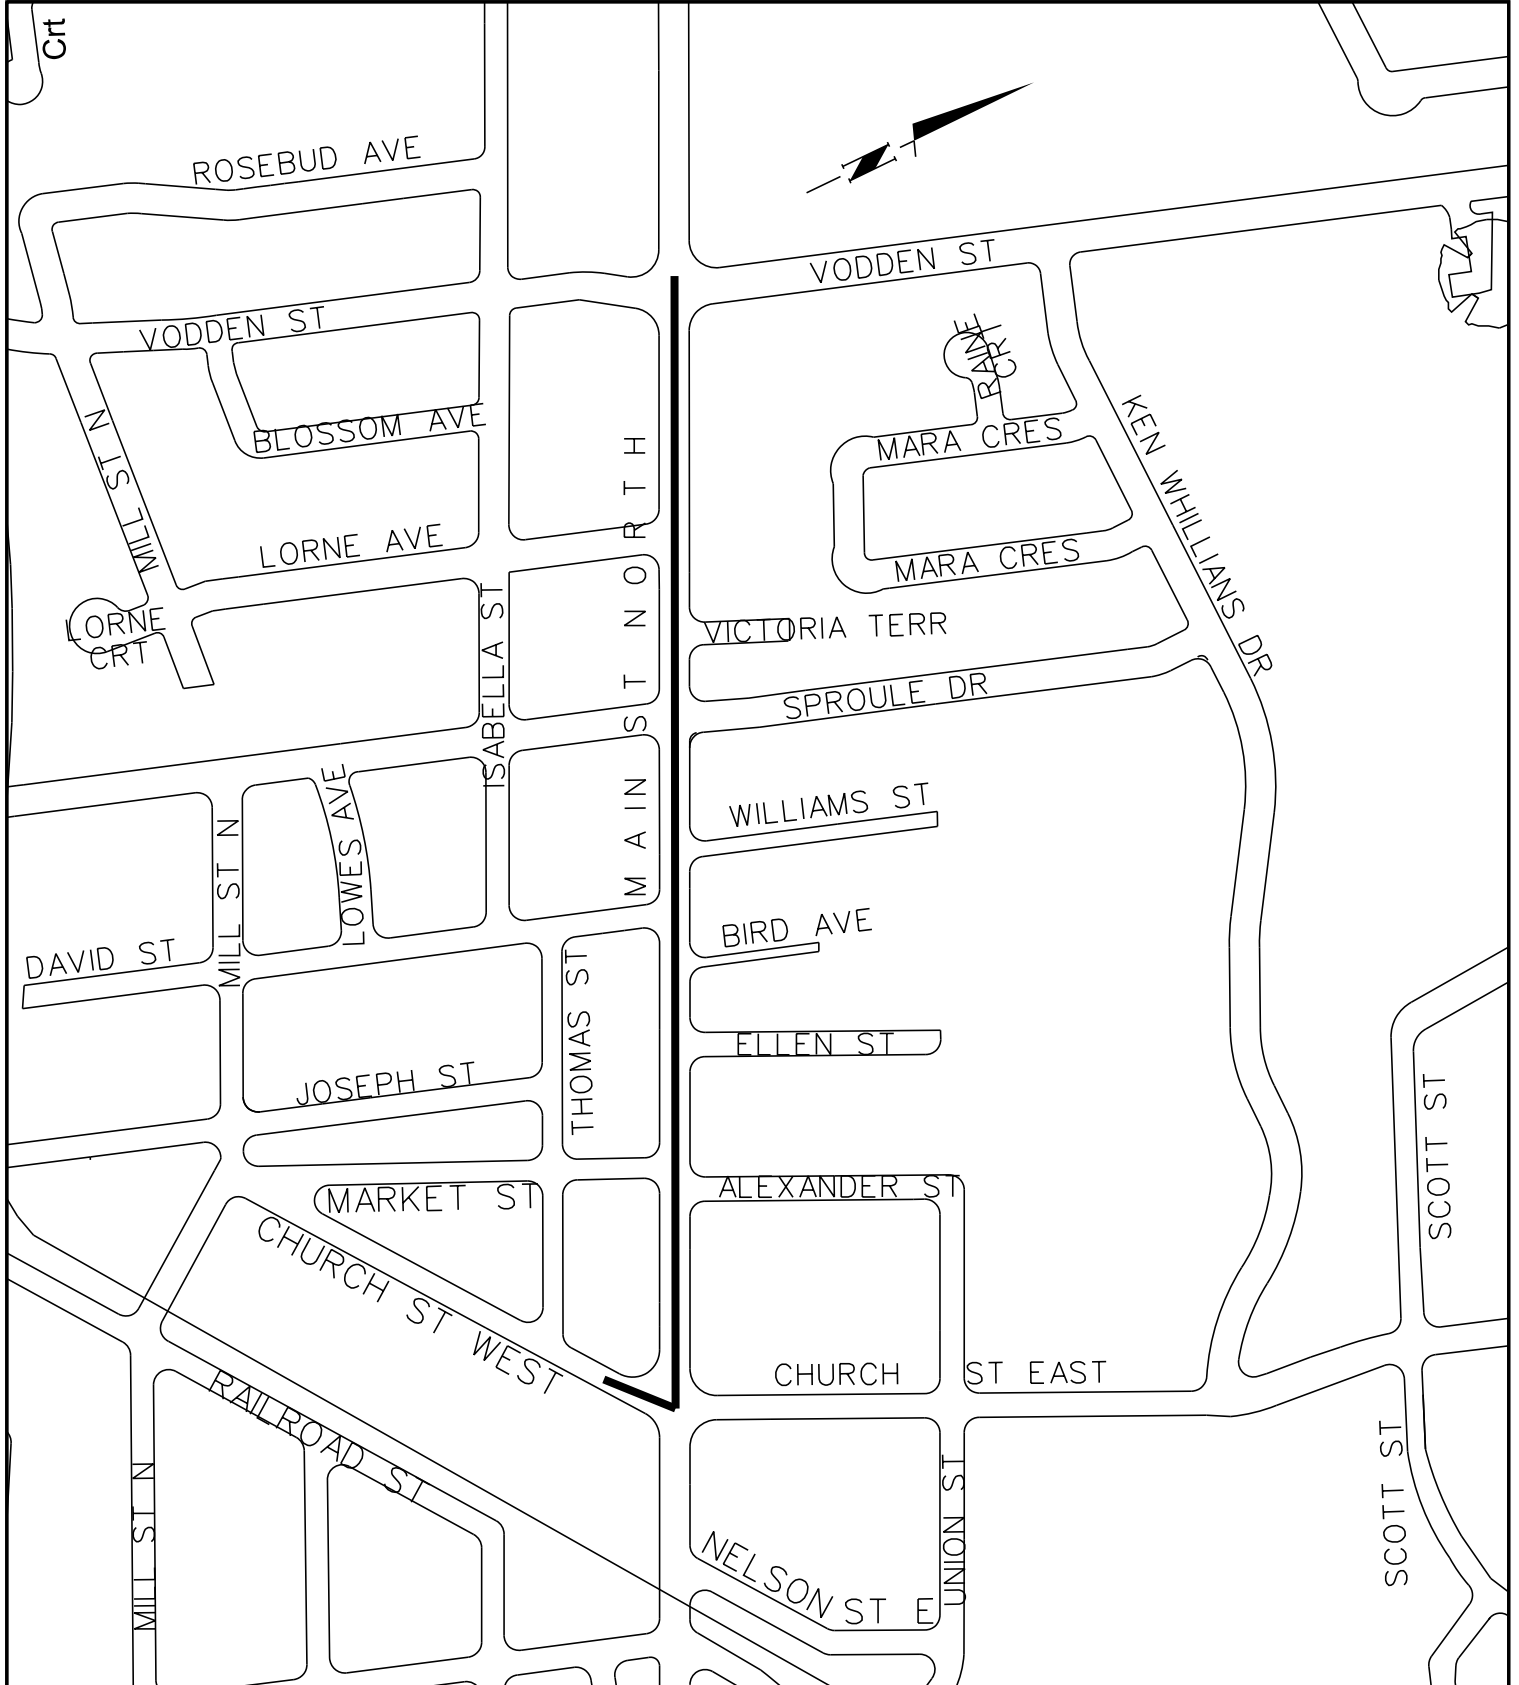 Crt
ROSEBUD AVE
N
VODDEN ST
VODDEN ST
RAINE
CRT
BLOSSOM AVE
MILL ST N
MARA CRES
KEN WHILLIANS DR
LORNE AVE
MARA CRES
MAIN ST NORTH
ISABELLA ST
LORNE
CRT
VICTORIA TERR
SPROULE DR
LOWES AVE
WILLIAMS ST
MILL ST N
BIRD AVE
DAVID ST
THOMAS ST
ELLEN ST
JOSEPH ST
SCOTT ST
MARKET ST
ALEXANDER ST
CHURCH ST WEST
CHURCH ST EAST
RAILROAD ST
MILL ST N
UNION ST
SCOTT ST
NELSON ST E